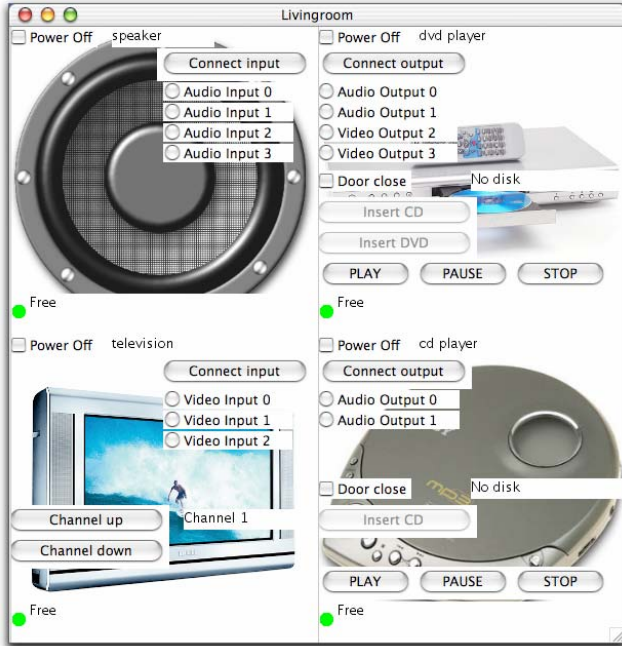 Livingroom
Power Off speaker
Connect input
Audio Input 0
Audio Input 1
Audio Input 2
Audio Input 3
Free
Power Off dvd player
Connect output
Audio Output 0
Audio Output 1
Video Output 2
Video Output 3
Door close No disk
Insert CD
Insert DVD
PLAY PAUSE STOP
Free
Power Off television
Connect input
Video Input 0
Video Input 1
Video Input 2
Channel up Channel 1
Channel down
Free
Power Off cd player
Connect output
Audio Output 0
Audio Output 1
mp3
Door close No disk
Insert CD
PLAY PAUSE STOP
Free